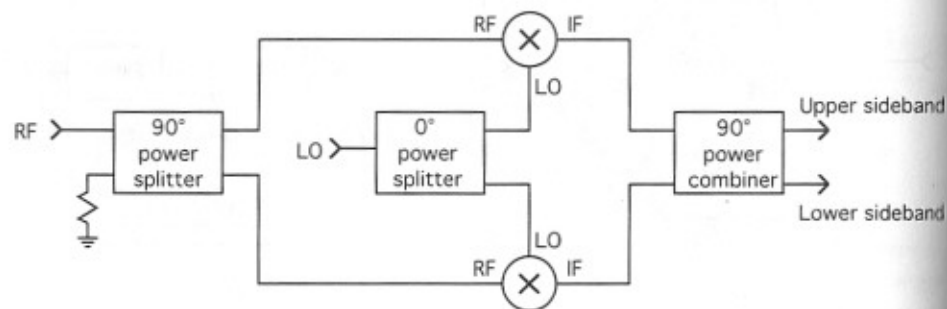 RF
IF
LO
Upper sideband
RF
90°
power
splitter
LO
0°
power
splitter
90°
power
combiner
Lower sideband
LO
RF
IF